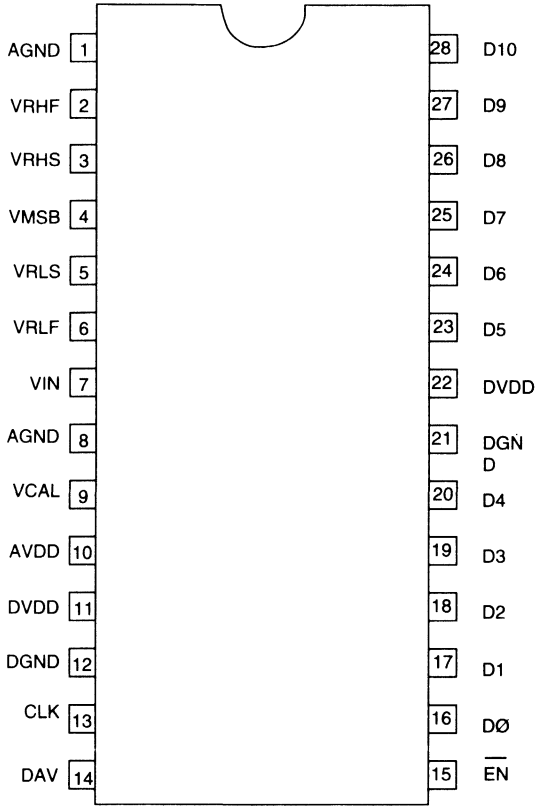 AGND 1 28 D10
VRHF 2 27 D9
VRHS 3 26 D8
VMSB 4 25 D7
VRLS 5 24 D6
VRLF 6 23 D5
VIN 7 22 DVDD
AGND 8 21 DGN
D
VCAL 9 20 D4
AVDD 10 19 D3
DVDD 11 18 D2
DGND 12 17 D1
CLK 13 16 DØ
DAV 14 15 E̅N̅